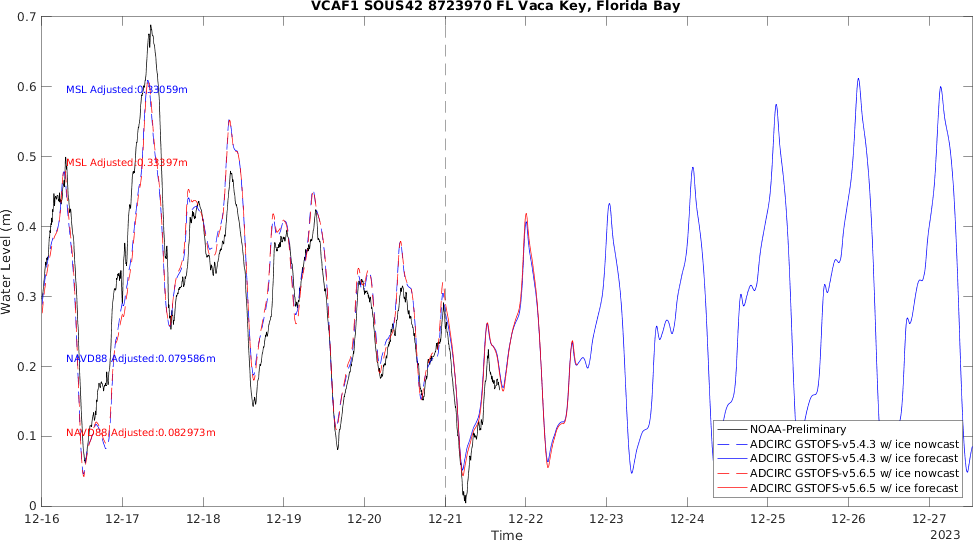 VCAF1 SOUS42 8723970 FL Vaca Key, Florida Bay
Water Level (m)
0.7
0.6
0.5
0.4
0.3
0.2
0.1
0
MSL Adjusted:0.33059m
MSL Adjusted:0.33397m
NAVD88 Adjusted:0.079586m
NAVD88 Adjusted:0.082973m
NOAA-Preliminary
ADCIRC GSTOFS-v5.4.3 w/ ice nowcast
ADCIRC GSTOFS-v5.4.3 w/ ice forecast
ADCIRC GSTOFS-v5.6.5 w/ ice nowcast
ADCIRC GSTOFS-v5.6.5 w/ ice forecast
12-16 12-17 12-18 12-19 12-20 12-21 12-22 12-23 12-24 12-25 12-26 12-27
Time
2023